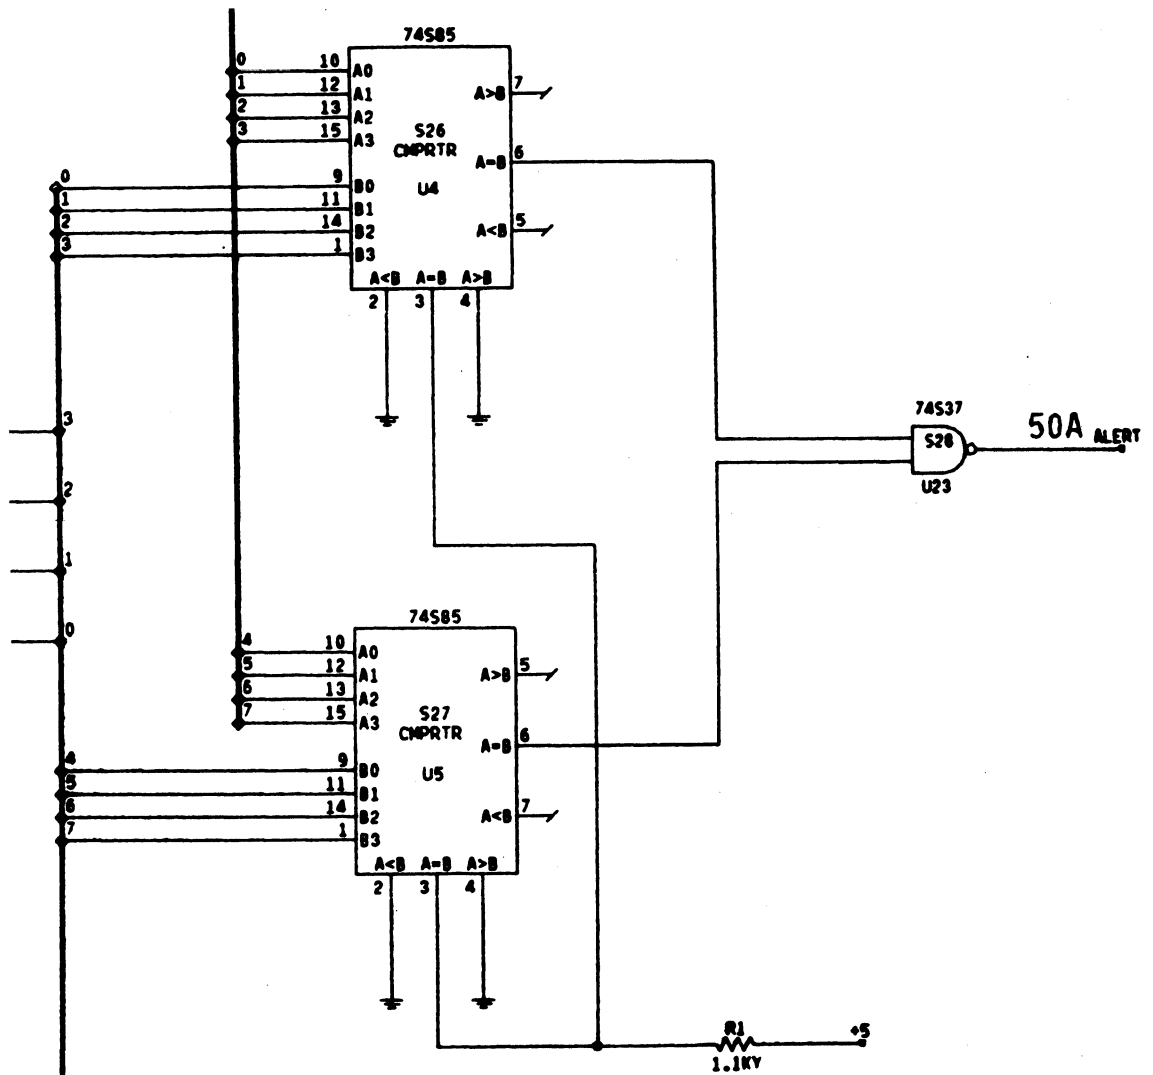 74S85
0 10 A0
1 12 A1
A>B 7
2 13 A2
3 15 A3
S26
CMPRTR
A=B 6
0 9 B0
U4
1 11 B1
2 14 B2
A<B 5
3 1 B3
A<B A=B A>B
2 3 4
3
74S37
S28
50A ALERT
U23
2
1
0
74S85
4 10 A0
5 12 A1
A>B 5
6 13 A2
7 15 A3
S27
CMPRTR
A=B 6
4 9 B0
U5
5 11 B1
6 14 B2
A<B 7
7 1 B3
A<B A=B A>B
2 3 4
R1
+5
1.1KY